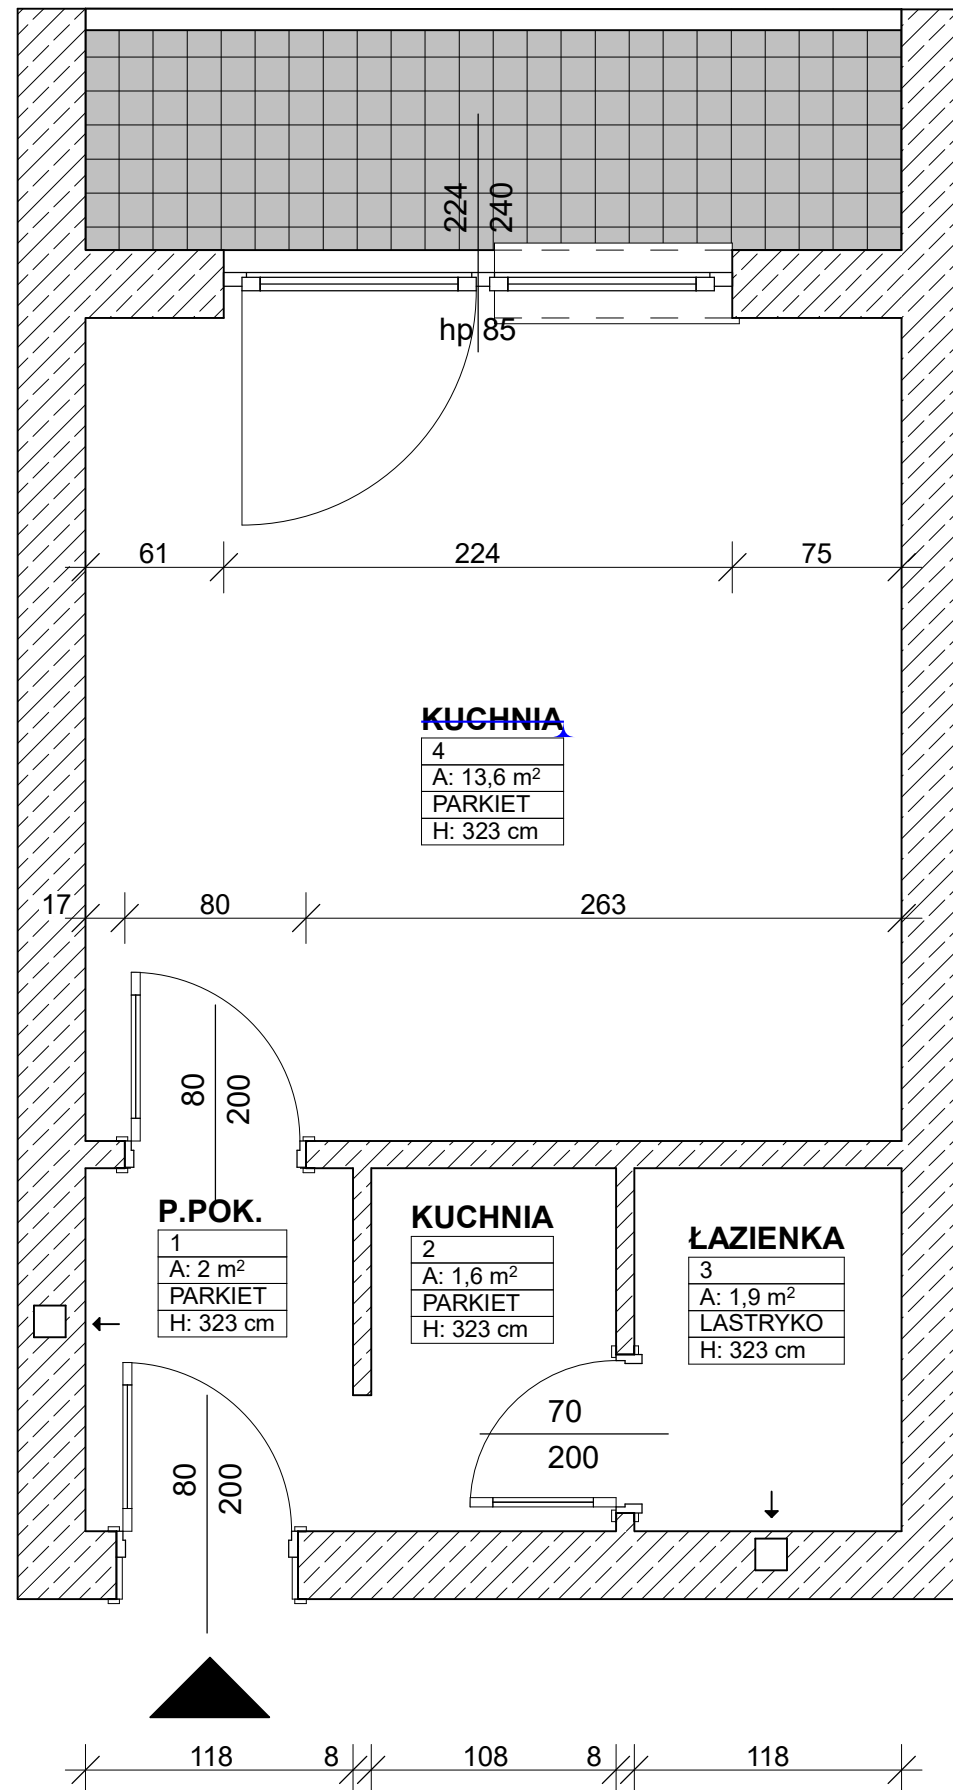 224
240
hp 85
61
224
75
KUCHNIA
4
A: 13,6 m²
PARKIET
H: 323 cm
17
80
263
80
200
P.POK.
1
A: 2 m²
PARKIET
H: 323 cm
KUCHNIA
2
A: 1,6 m²
PARKIET
H: 323 cm
ŁAZIENKA
3
A: 1,9 m²
LASTRYKO
H: 323 cm
70
200
80
200
118
8
108
8
118